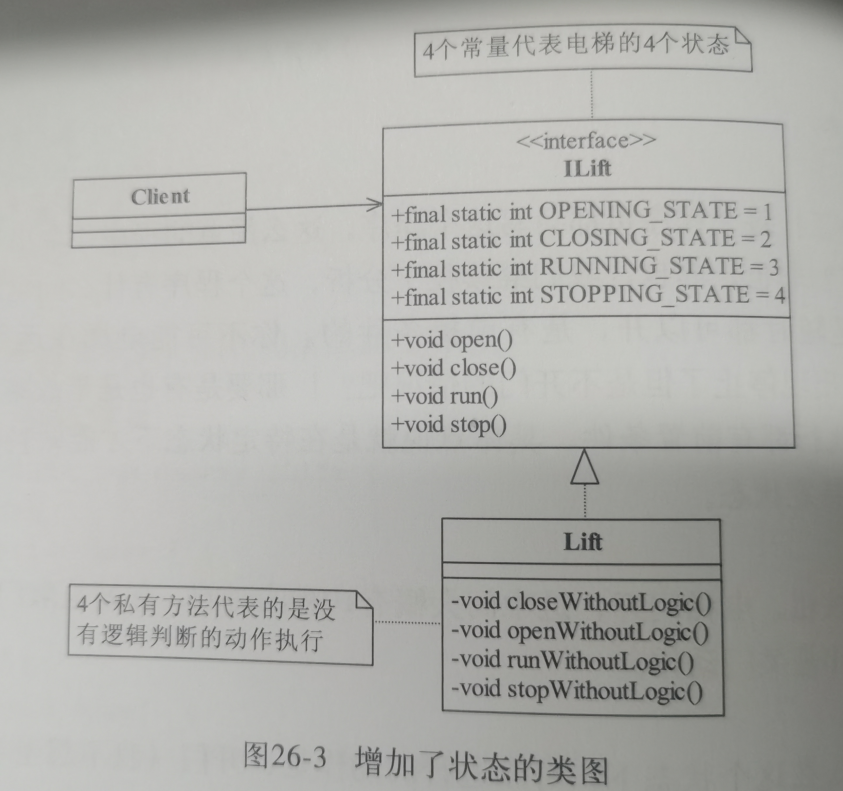 4个常量代表电梯的4个状态
<<interface>>
ILift
Client
+final static int OPENING_STATE = 1
+final static int CLOSING_STATE = 2
+final static int RUNNING_STATE = 3
+final static int STOPPING_STATE = 4
+void open()
+void close()
+void run()
+void stop()
Lift
4个私有方法代表的是没
有逻辑判断的动作执行
-void closeWithoutLogic()
-void openWithoutLogic()
-void runWithoutLogic()
-void stopWithoutLogic()
图26-3 增加了状态的类图